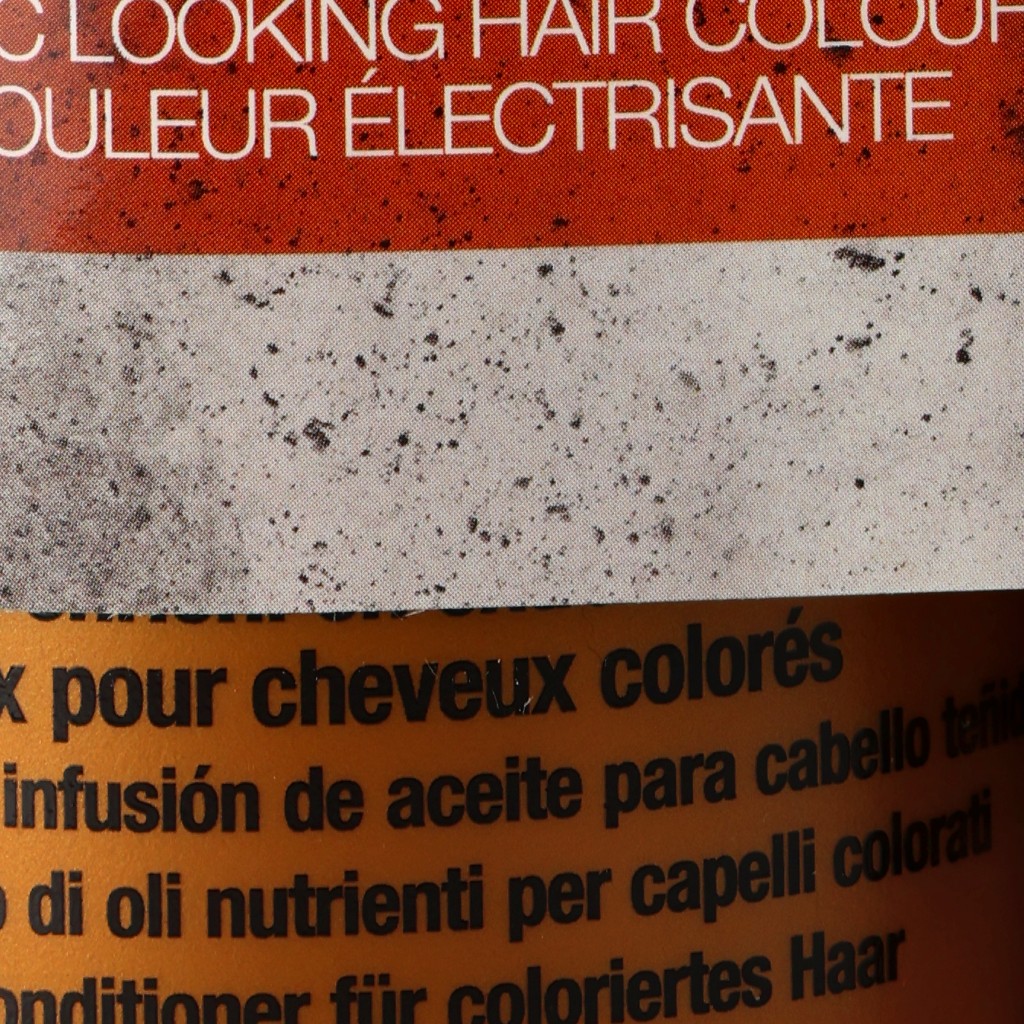 C LOOKING HAIR COLOUR
OULEUR ÉLECTRISANTE
x pour cheveux colorés
infusión de aceite para cabello teñid
o di oli nutrienti per capelli colorati
onditioner für coloriertes Haar